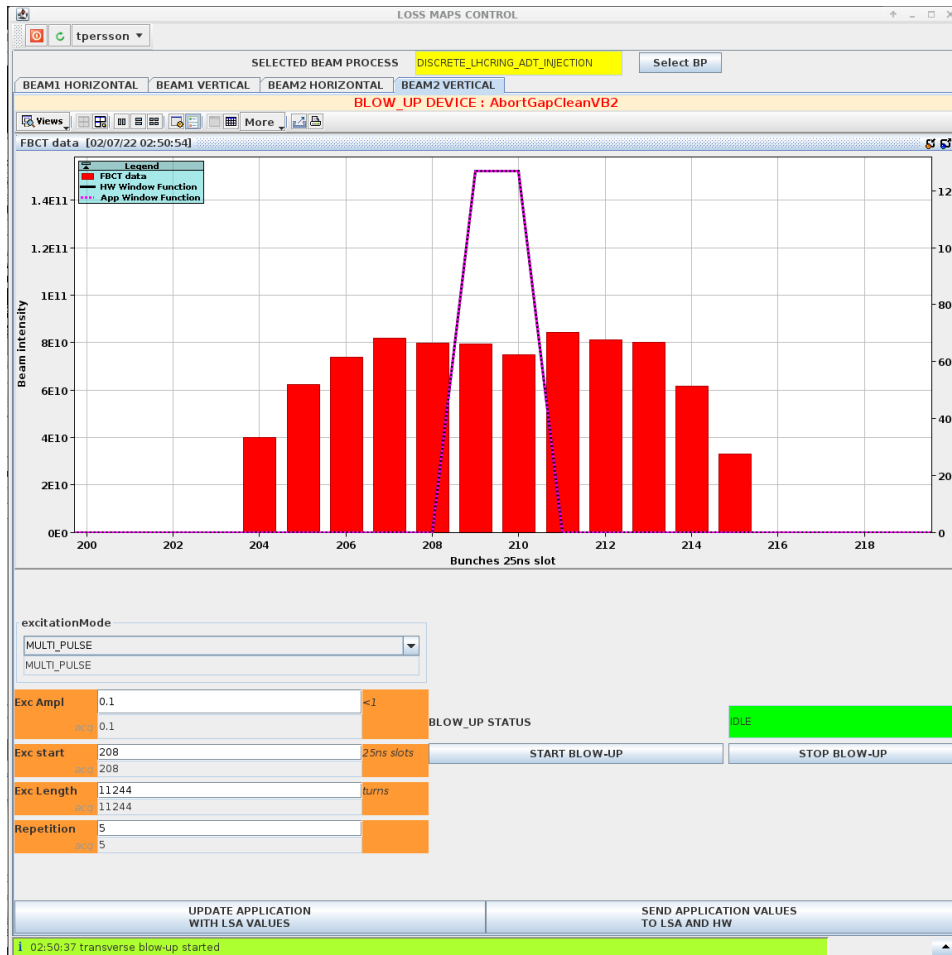 LOSS MAPS CONTROL
tpersson
SELECTED BEAM PROCESS DISCRETE_LHCRING_ADT_INJECTION Select BP
BEAM1 HORIZONTAL BEAM1 VERTICAL BEAM2 HORIZONTAL BEAM2 VERTICAL
BLOW_UP DEVICE : AbortGapCleanVB2
Views More
FBCT data [02/07/22 02:50:54]
Legend
FBCT data
HW Window Function
App Window Function
1.4E11
1.2E11
1E11
8E10
6E10
4E10
2E10
0E0
Beam Intensity
12
10
80
60
40
20
0
200 202 204 206 208 210 212 214 216 218
Bunches 25ns slot
excitationMode
MULTI_PULSE
MULTI_PULSE
Exc Ampl 0.1 <1
acq 0.1
BLOW_UP STATUS IDLE
Exc start 208 25ns slots
acq 208
START BLOW-UP STOP BLOW-UP
Exc Length 11244 turns
acq 11244
Repetition 5
acq 5
UPDATE APPLICATION
WITH LSA VALUES
SEND APPLICATION VALUES
TO LSA AND HW
i 02:50:37 transverse blow-up started